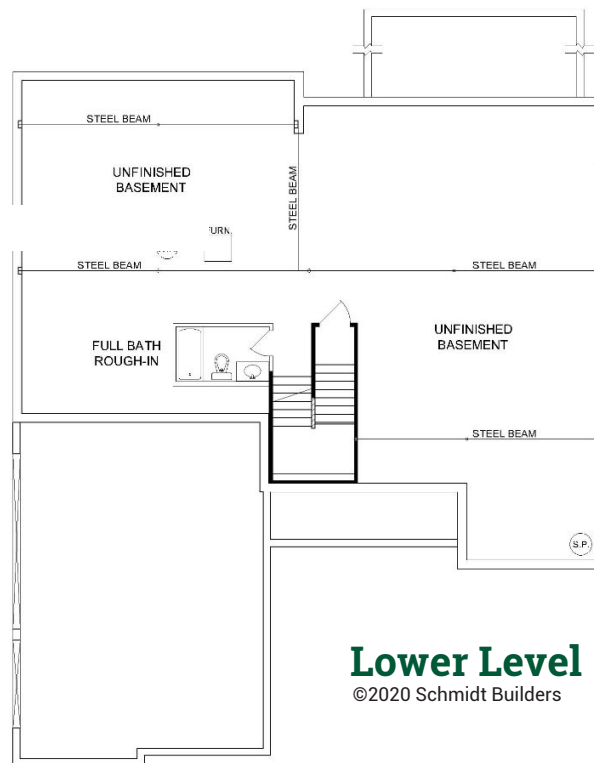 STEEL BEAM
UNFINISHED
BASEMENT
STEEL BEAM
URN.
STEEL BEAM
STEEL BEAM
FULL BATH
ROUGH-IN
UNFINISHED
BASEMENT
STEEL BEAM
S.P.
Lower Level
©2020 Schmidt Builders